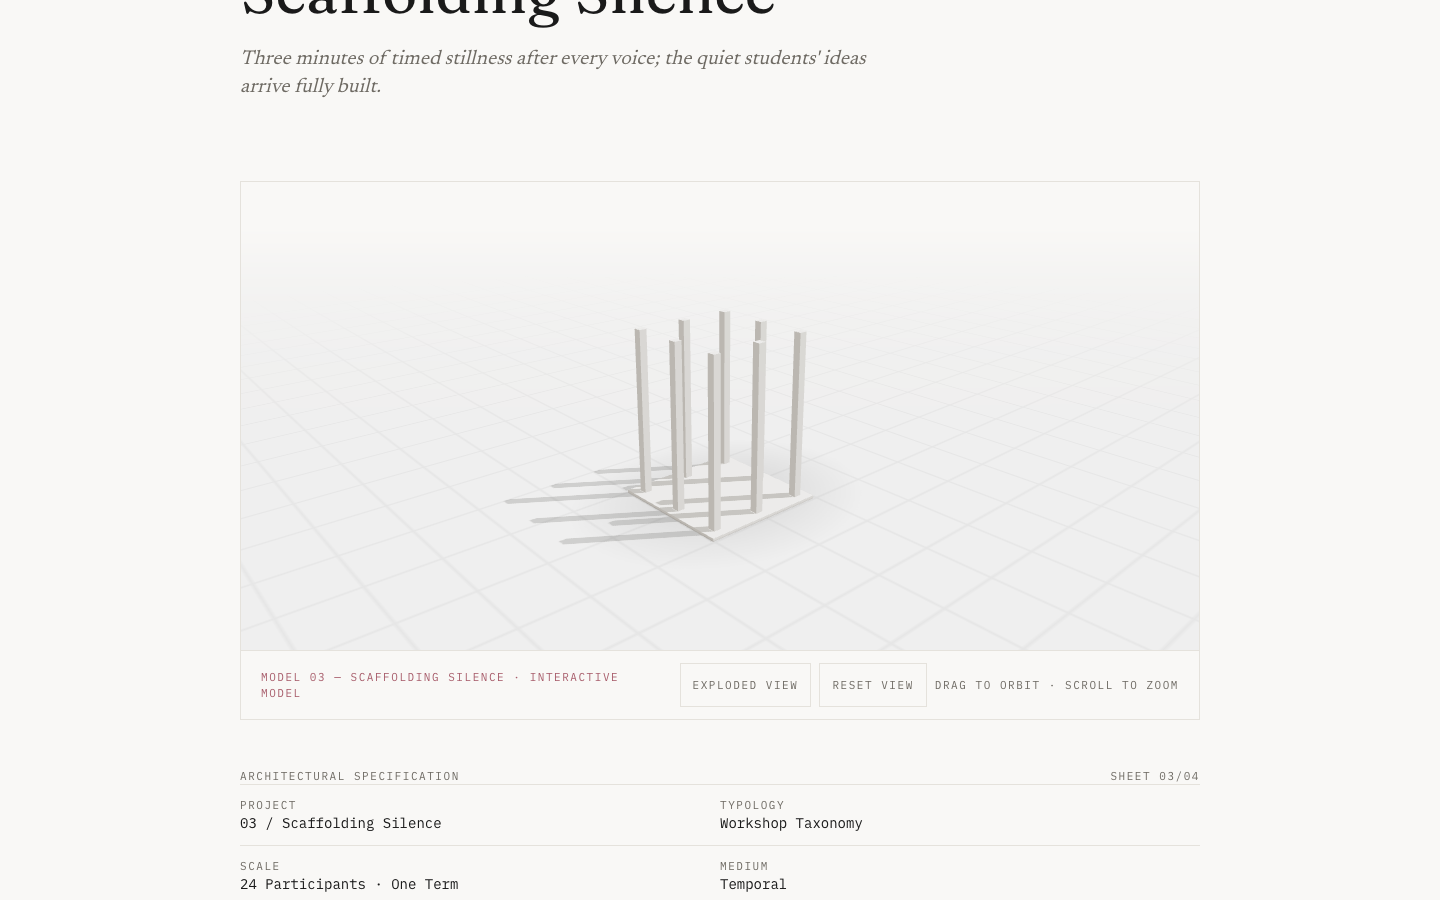 Scaffolding Silence
Three minutes of timed stillness after every voice; the quiet students' ideas
arrive fully built.
MODEL 03 — SCAFFOLDING SILENCE · INTERACTIVE
MODEL
EXPLODED VIEW
RESET VIEW
DRAG TO ORBIT · SCROLL TO ZOOM
ARCHITECTURAL SPECIFICATION
SHEET 03/04
PROJECT
03 / Scaffolding Silence
TYPOLOGY
Workshop Taxonomy
SCALE
24 Participants · One Term
MEDIUM
Temporal